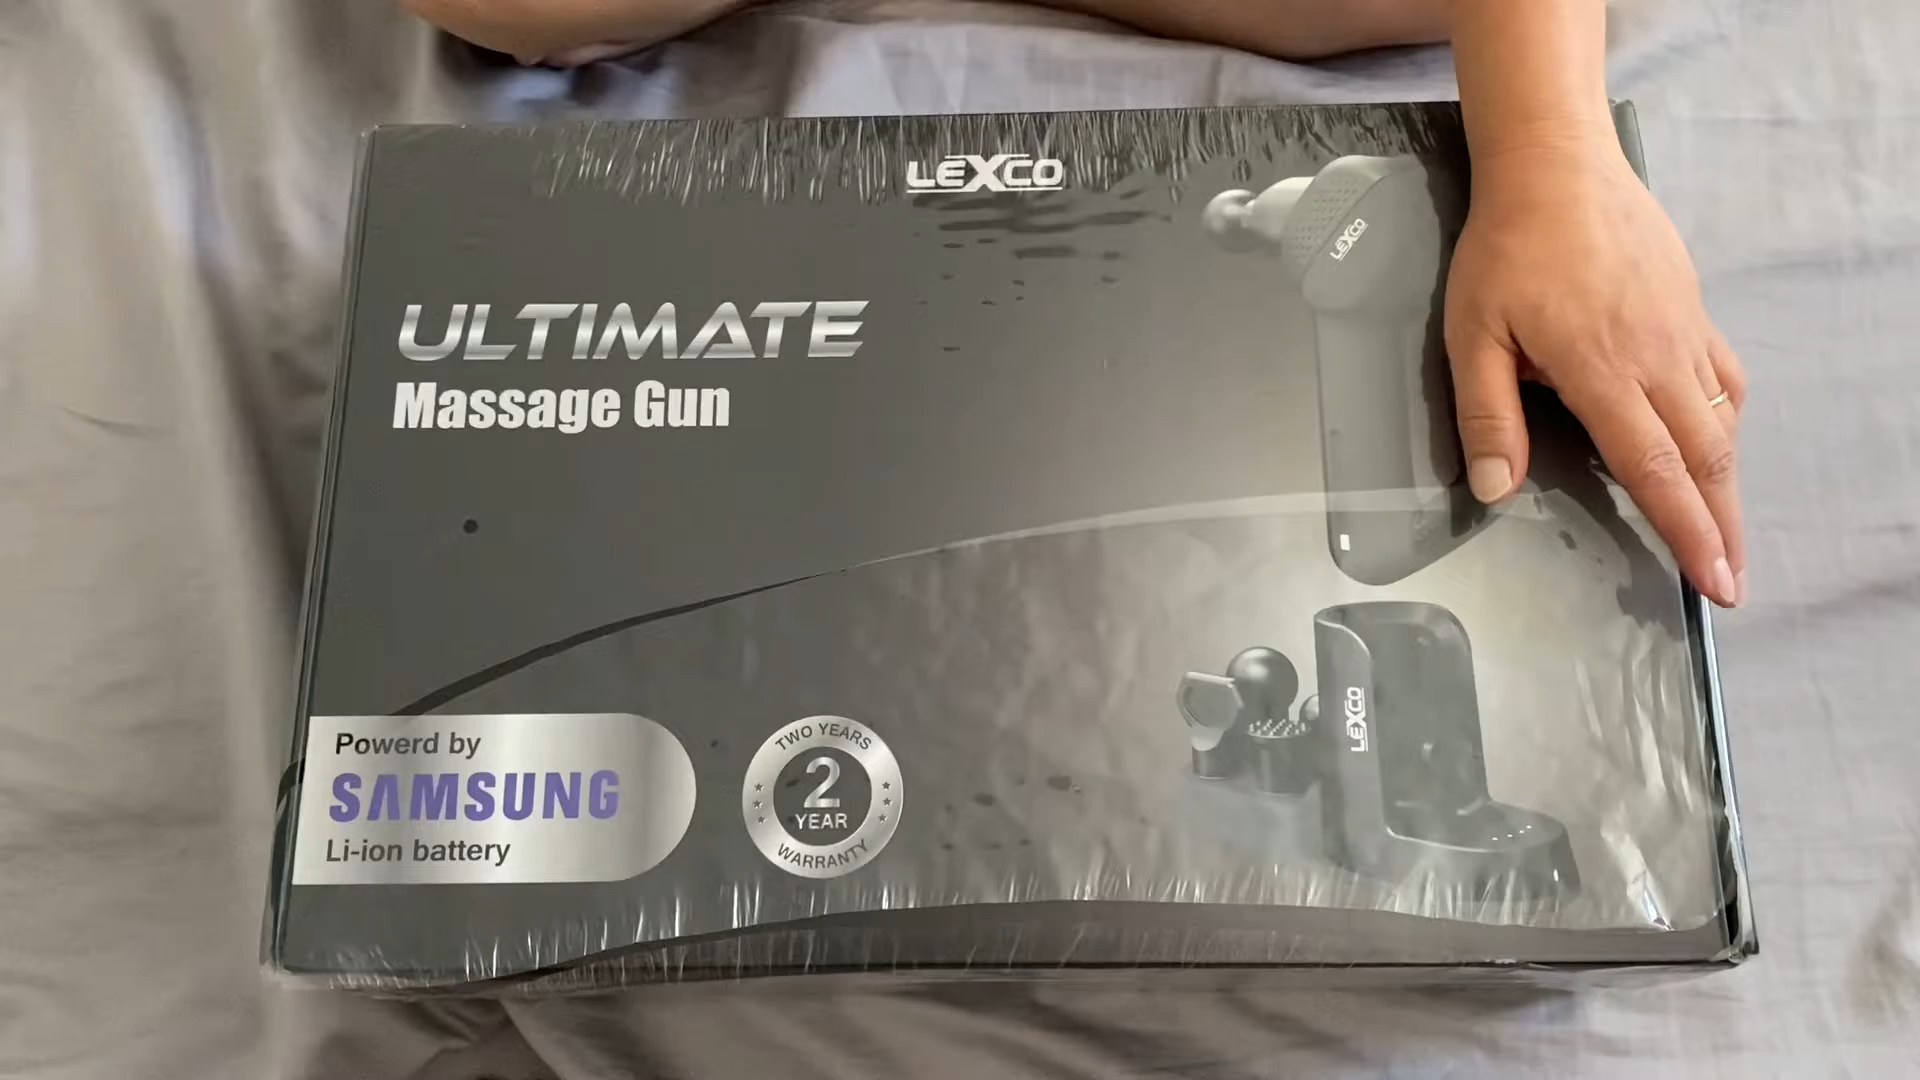 LEXCO
LEXCO
ULTIMATE
Massage Gun
LEXCO
Powerd by
SAMSUNG
Li-ion battery
TWO YEARS
2
YEAR
WARRANTY